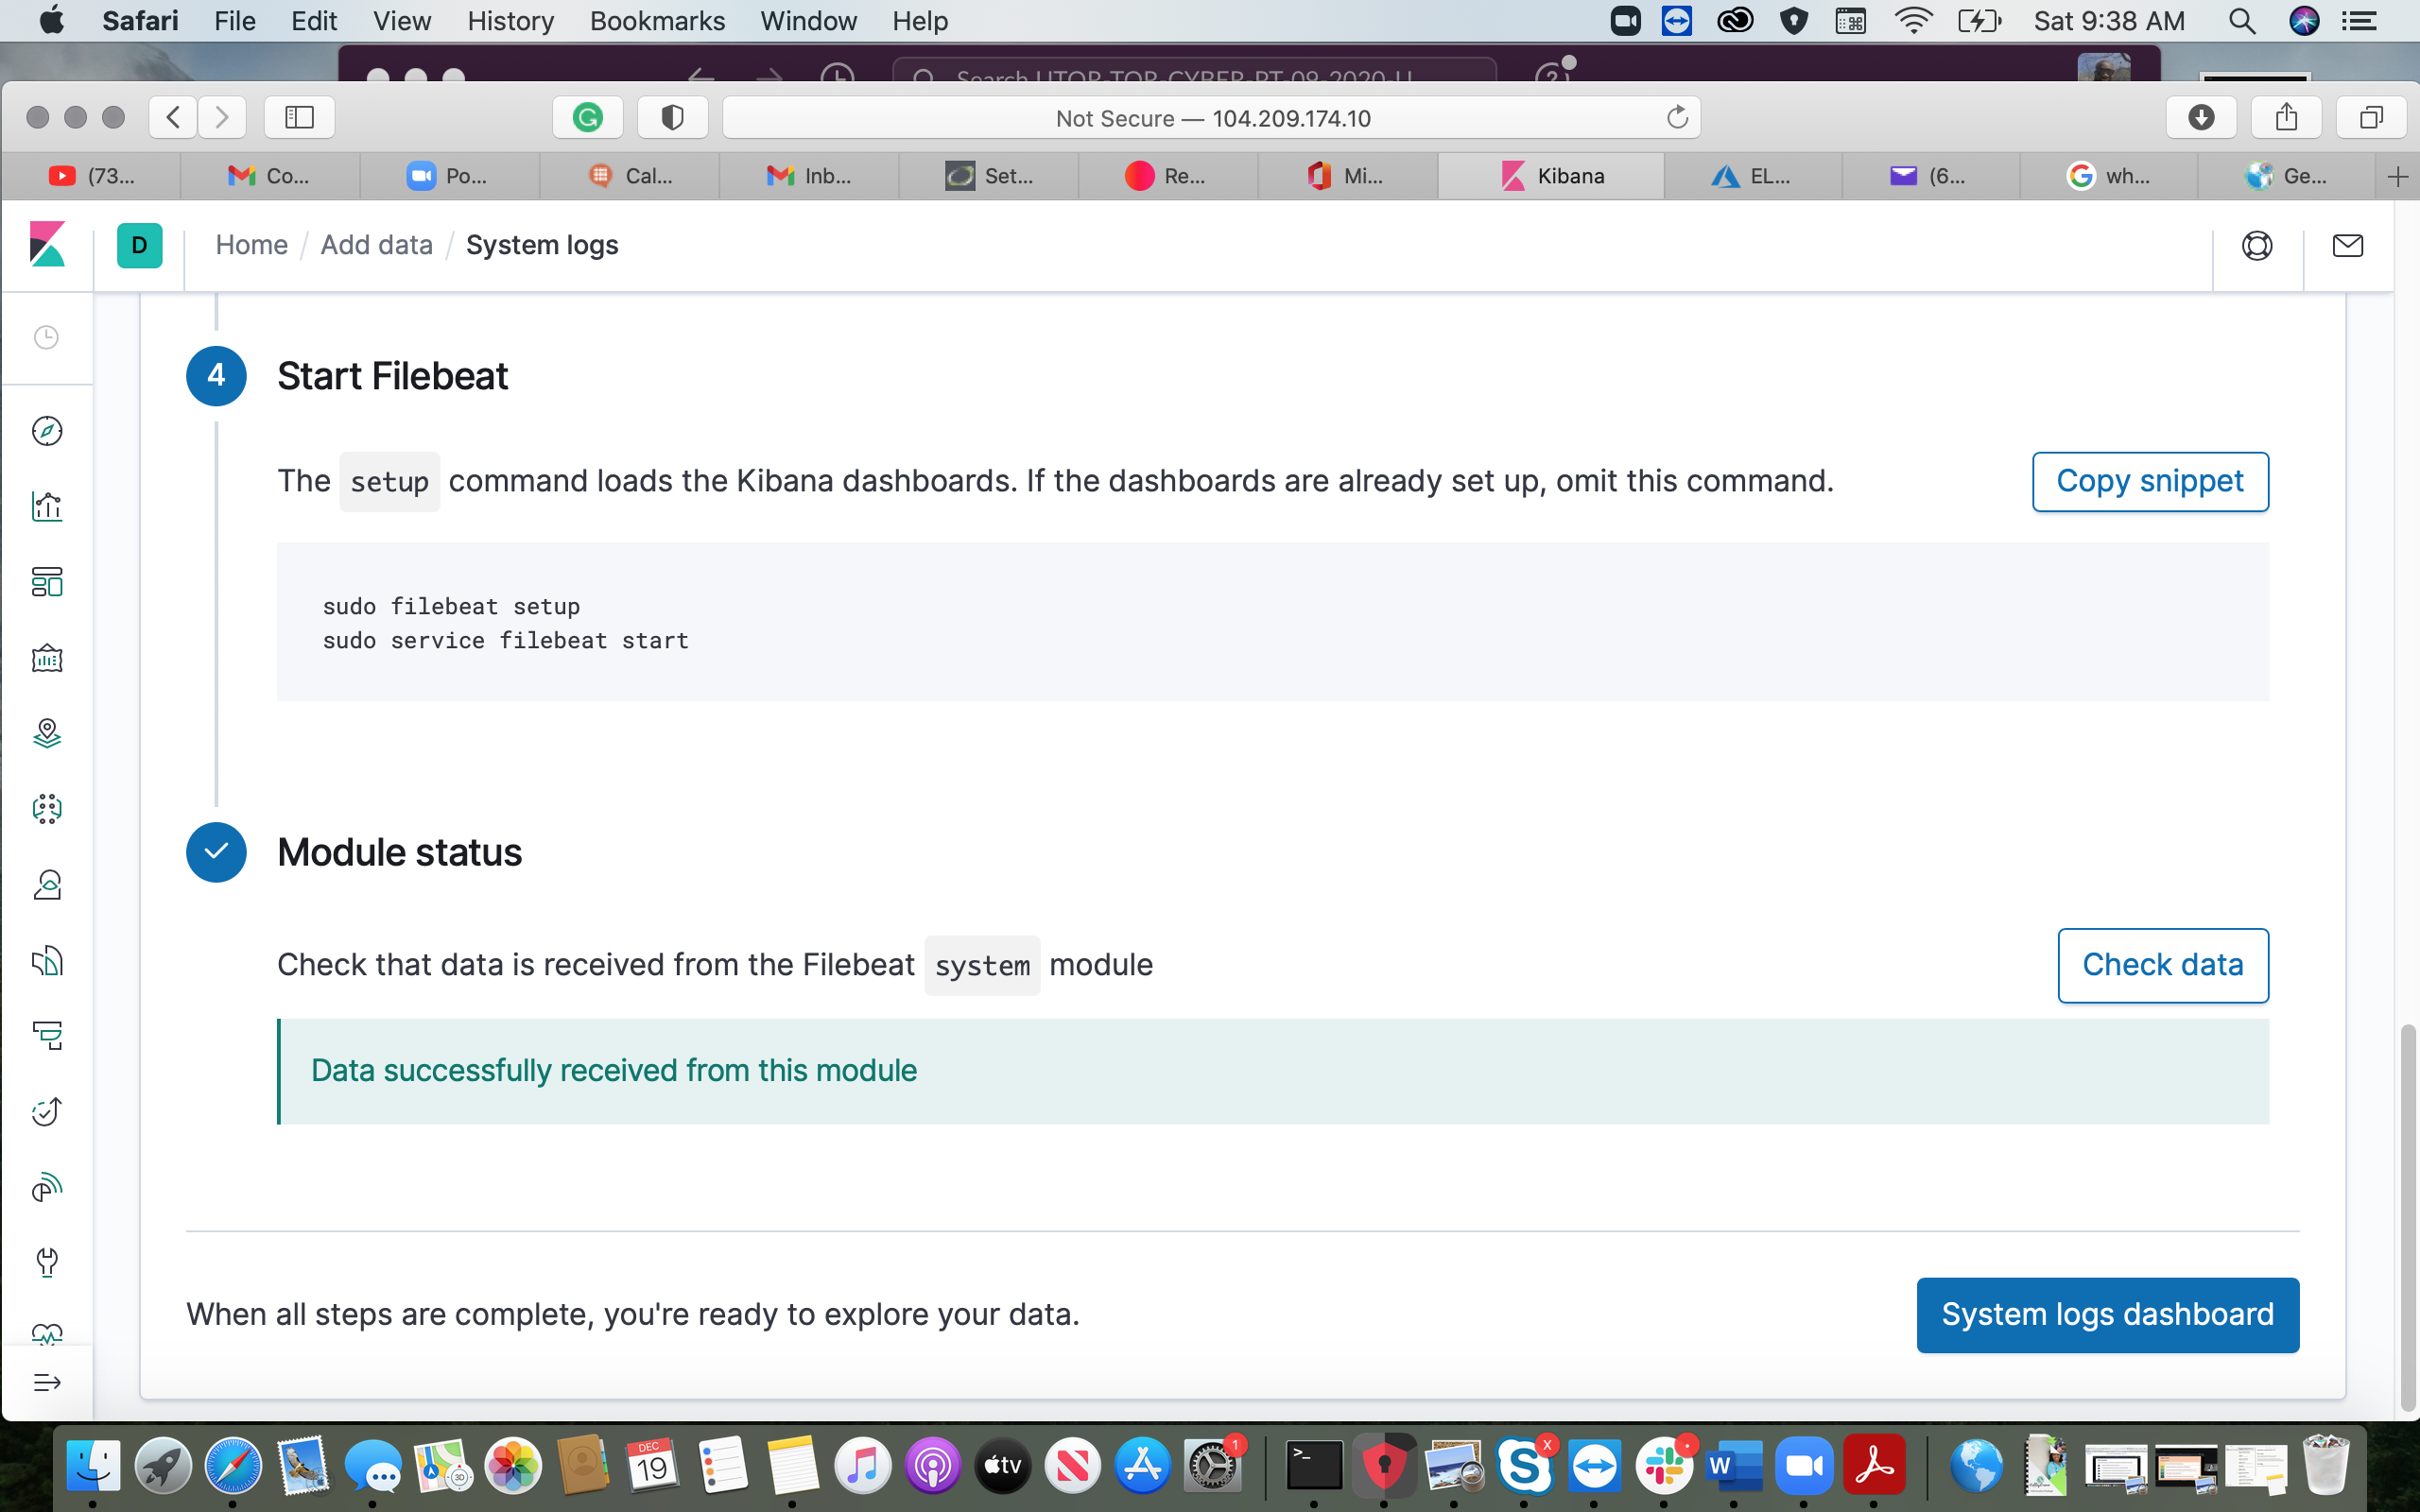 Safari File Edit View History Bookmarks Window Help Sat 9:38 AM
Search UTOR-TOR-CYBER-PT-09-2020-U
Not Secure — 104.209.174.10
(73... Co... Po... Cal... Inb... Set... Re... Mi... Kibana EL... (6... wh... Ge...
D Home / Add data / System logs
4 Start Filebeat
The setup command loads the Kibana dashboards. If the dashboards are already set up, omit this command. Copy snippet
sudo filebeat setup
sudo service filebeat start
Module status
Check that data is received from the Filebeat system module Check data
Data successfully received from this module
When all steps are complete, you're ready to explore your data. System logs dashboard
DEC
19
3D
tv
1
>_
S
X
W